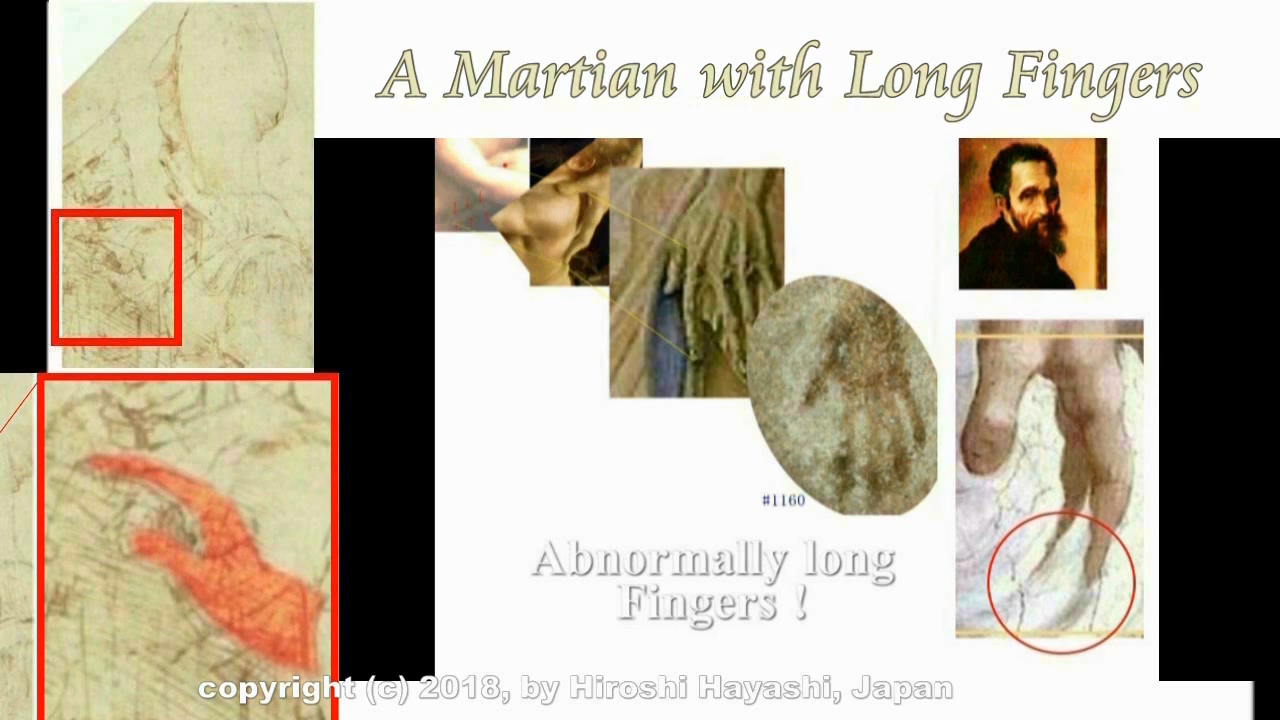 A Martian with Long Fingers
#1160
Abnormally long
Fingers !
copyright (c) 2018, by Hiroshi Hayashi, Japan